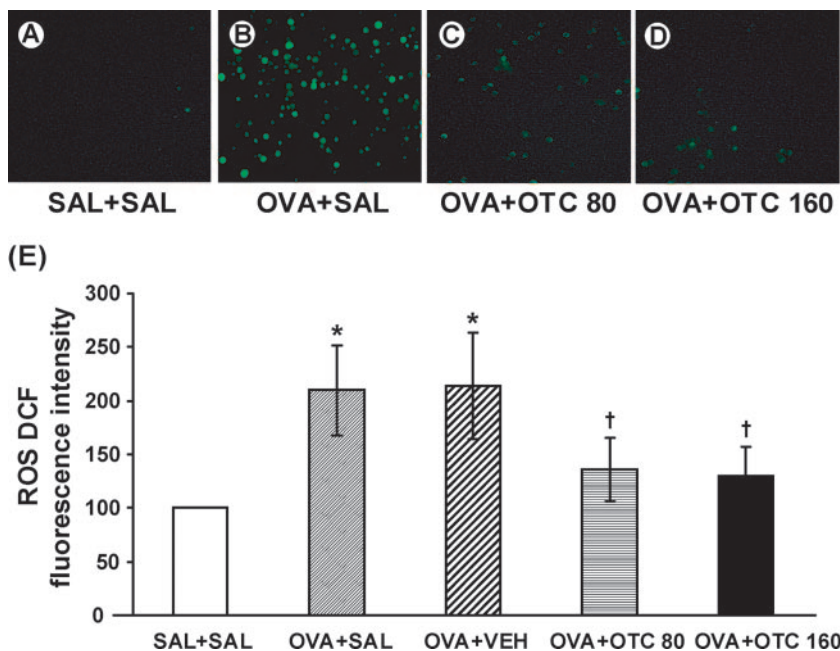 A
B
C
D
SAL+SAL
OVA+SAL
OVA+OTC 80
OVA+OTC 160
(E)
ROS DCF
fluorescence intensity
300
250
200
150
100
50
0
*
*
†
†
SAL+SAL
OVA+SAL
OVA+VEH
OVA+OTC 80
OVA+OTC 160